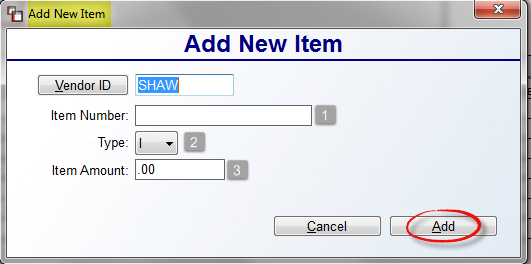 Add New Item
Add New Item
Vendor ID SHAW
Item Number: 1
Type: I 2
Item Amount: .00 3
Cancel Add